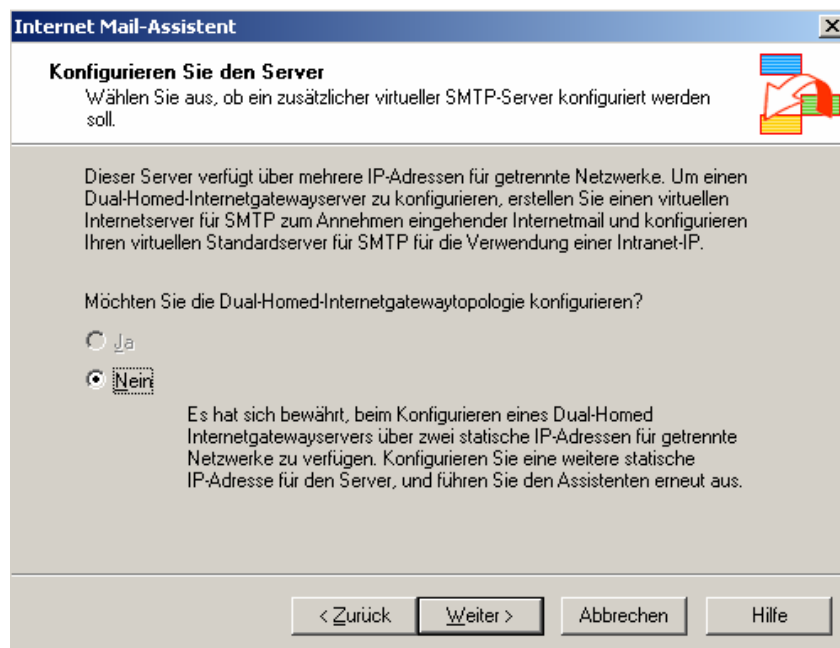 Internet Mail-Assistent
Konfigurieren Sie den Server
Wählen Sie aus, ob ein zusätzlicher virtueller SMTP-Server konfiguriert werden
soll.
Dieser Server verfügt über mehrere IP-Adressen für getrennte Netzwerke. Um einen
Dual-Homed-Internetgatewayserver zu konfigurieren, erstellen Sie einen virtuellen
Internetserver für SMTP zum Annehmen eingehender Internetmail und konfigurieren
Ihren virtuellen Standardserver für SMTP für die Verwendung einer Intranet-IP.
Möchten Sie die Dual-Homed-Internetgatewaytopologie konfigurieren?
Ja
Nein
Es hat sich bewährt, beim Konfigurieren eines Dual-Homed
Internetgatewayservers über zwei statische IP-Adressen für getrennte
Netzwerke zu verfügen. Konfigurieren Sie eine weitere statische
IP-Adresse für den Server, und führen Sie den Assistenten erneut aus.
< Zurück Weiter > Abbrechen Hilfe